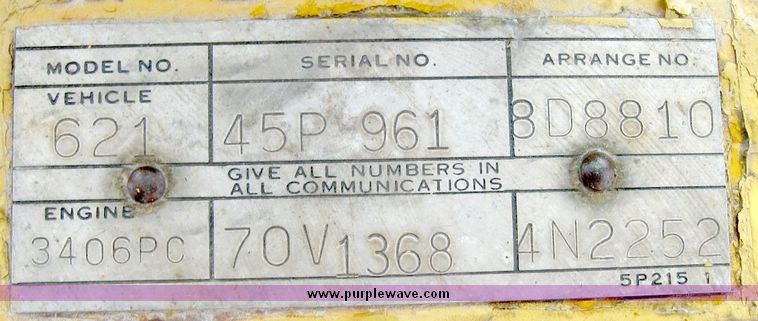 MODEL NO. SERIAL NO. ARRANGE NO.
VEHICLE
621 45P 961 8D8810
GIVE ALL NUMBERS IN
ALL COMMUNICATIONS
ENGINE
3406PC 70V1368 4N2252
5P215 1
www.purplewave.com